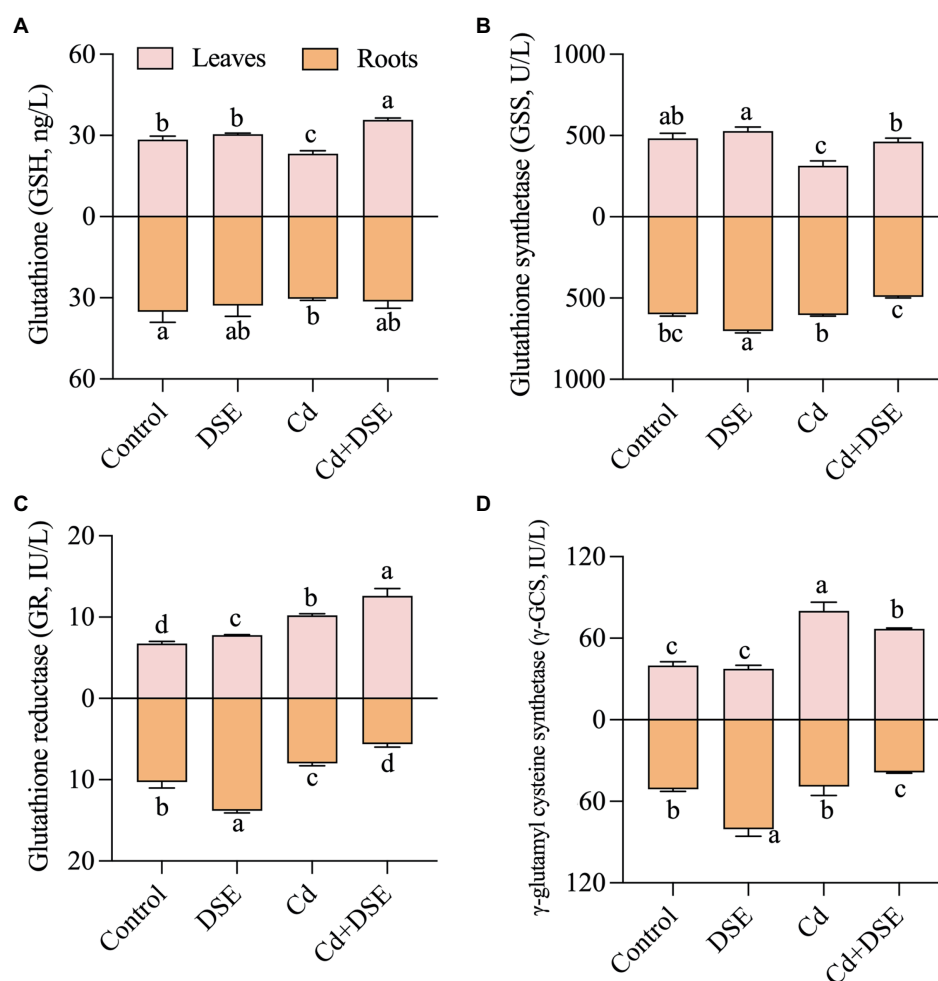 A
Glutathione (GSH, ng/L)
60
30
0
30
60
Leaves
Roots
b
b
c
a
a
ab
b
ab
Control
DSE
Cd
Cd+DSE
B
Glutathione synthetase (GSS, U/L)
1000
500
0
500
1000
ab
a
c
b
bc
a
b
c
Control
DSE
Cd
Cd+DSE
C
Glutathione reductase (GR, IU/L)
20
10
0
10
20
d
c
b
a
b
a
c
d
Control
DSE
Cd
Cd+DSE
D
γ-glutamyl cysteine synthetase (γ-GCS, IU/L)
120
60
0
60
120
c
c
a
b
b
a
b
c
Control
DSE
Cd
Cd+DSE